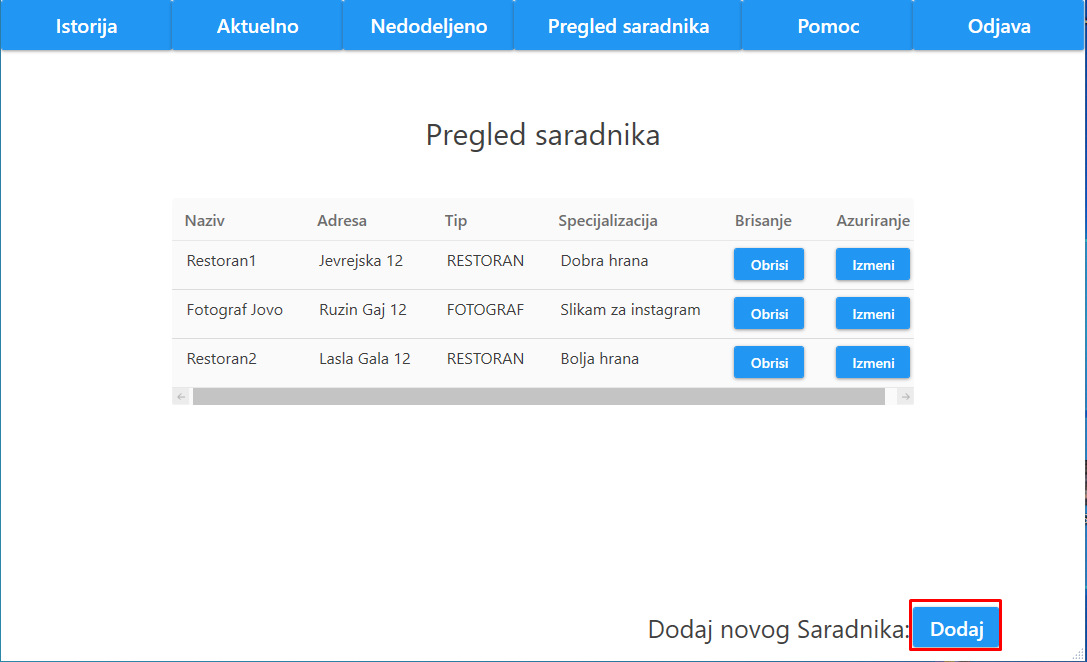 Istorija Aktuelno Nedodeljeno Pregled saradnika Pomoc Odjava
Pregled saradnika
Naziv Adresa Tip Specijalizacija Brisanje Azuriranje
Restoran1 Jevrejska 12 RESTORAN Dobra hrana Obrisi Izmeni
Fotograf Jovo Ruzin Gaj 12 FOTOGRAF Slikam za instagram Obrisi Izmeni
Restoran2 Lasla Gala 12 RESTORAN Bolja hrana Obrisi Izmeni
Dodaj novog Saradnika: Dodaj